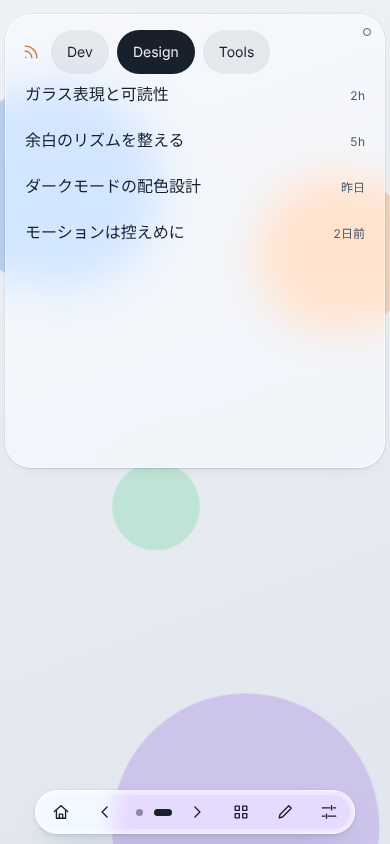 Dev Design Tools
ガラス表現と可読性 2h
余白のリズムを整える 5h
ダークモードの配色設計 昨日
モーションは控えめに 2日前